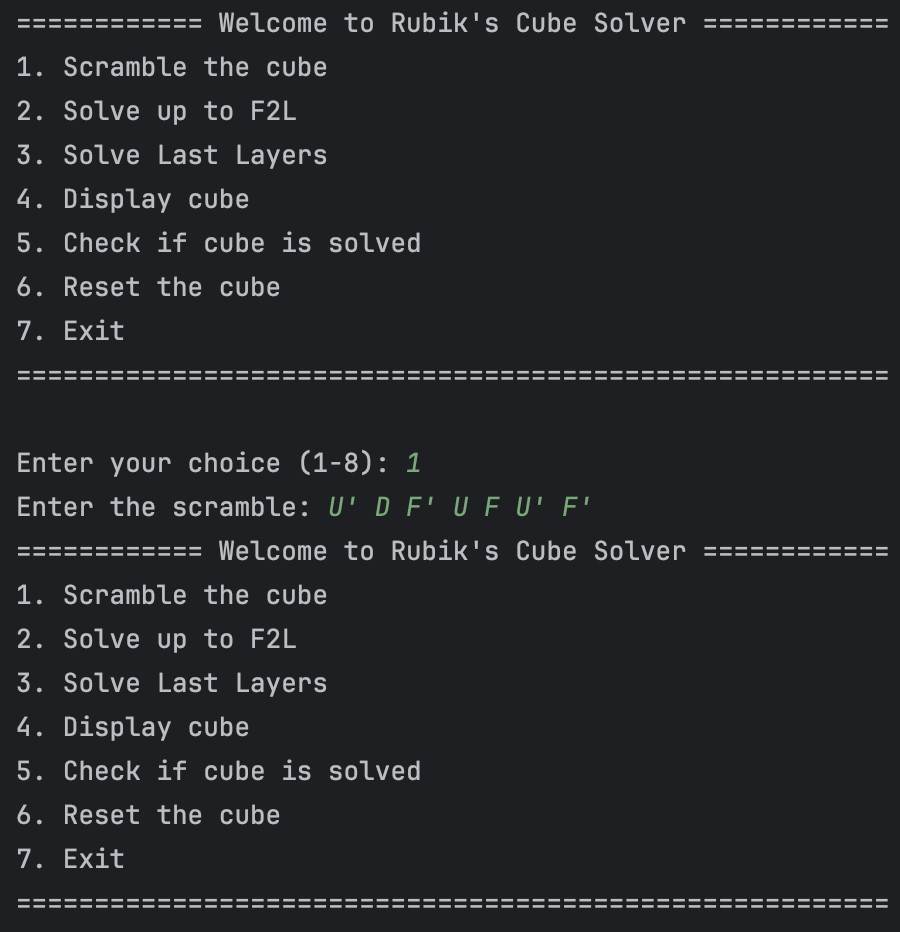 ============ Welcome to Rubik's Cube Solver ============
1. Scramble the cube
2. Solve up to F2L
3. Solve Last Layers
4. Display cube
5. Check if cube is solved
6. Reset the cube
7. Exit
========================================================
Enter your choice (1-8): 1
Enter the scramble: U' D F' U F U' F'
============ Welcome to Rubik's Cube Solver ============
1. Scramble the cube
2. Solve up to F2L
3. Solve Last Layers
4. Display cube
5. Check if cube is solved
6. Reset the cube
7. Exit
========================================================